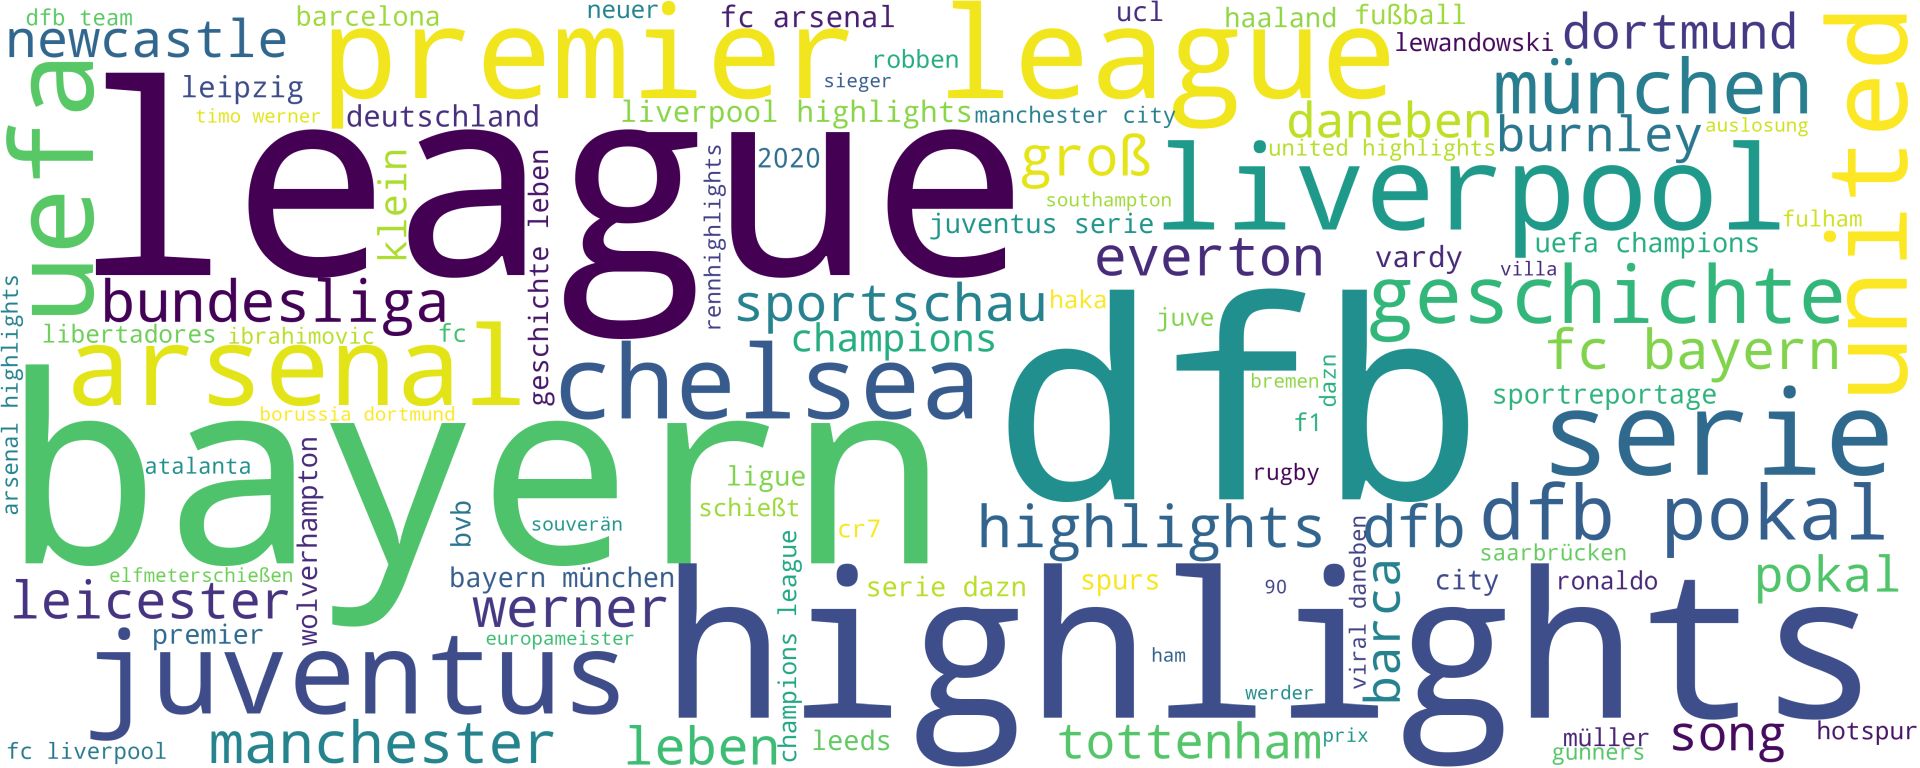 dfb team
barcelona
neuer
fc arsenal
ucl
haaland
fußball
newcastle
premier league
lewandowski
dortmund
united
uefa
leipzig
robben
sieger
münchen
league
timo werner
deutschland
liverpool highlights
manchester city
daneben
burnley
auslosung
klein
geschichte leben
rennhighlights
2020
groß
united highlights
liverpool
southampton
juventus serie
fulham
everton
vardy
uefa champions
villa
arsenal highlights
bundesliga
sportschau
haka
juve
geschichte
libertadores
ibrahimovic
fc
champions
dfb
fc bayern
arsenal
chelsea
bremen
dazn
sportreportage
bayern
borussia dortmund
f1
serie
atalanta
wolverhampton
ligue
rugby
bvb
schießt
souverän
cr7
highlights
dfb
dfb pokal
champions league
viral daneben
saarbrücken
elfmeterschießen
bayern münchen
serie dazn
spurs
90
barca
city
ronaldo
pokal
leicester
werner
highlights
premier
europameister
juventus
ham
werder
fc liverpool
manchester
leben
leeds
tottenham
prix
müller
gunners
song
hotspur